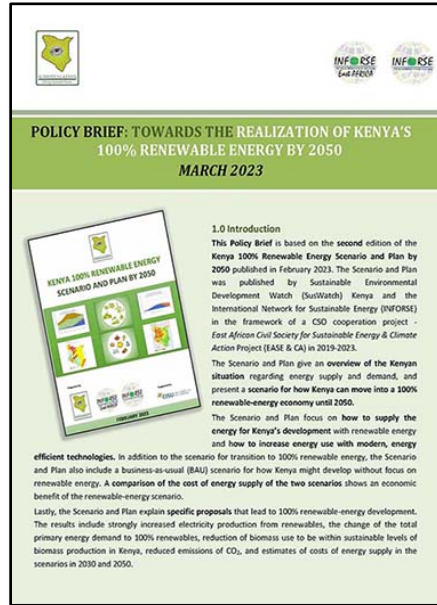 INFORSE
East AFRICA
INFORSE
POLICY BRIEF: TOWARDS THE REALIZATION OF KENYA'S
100% RENEWABLE ENERGY BY 2050
MARCH 2023
KENYA 100% RENEWABLE ENERGY
SCENARIO AND PLAN BY 2050
FEBRUARY 2023
1.0 Introduction
This Policy Brief is based on the second edition of the
Kenya 100% Renewable Energy Scenario and Plan by
2050 published in February 2023. The Scenario and Plan
was published by Sustainable Environmental
Development Watch (SusWatch) Kenya and the
International Network for Sustainable Energy (INFORSE)
in the framework of a CSO cooperation project -
East African Civil Society for Sustainable Energy & Climate
Action Project (EASE & CA) in 2019-2023.
The Scenario and Plan give an overview of the Kenyan
situation regarding energy supply and demand, and
present a scenario for how Kenya can move into a 100%
renewable-energy economy until 2050.
The Scenario and Plan focus on how to supply the
energy for Kenya's development with renewable energy
and how to increase energy use with modern, energy
efficient technologies. In addition to the scenario for transition to 100% renewable energy, the Scenario
and Plan also include a business-as-usual (BAU) scenario for how Kenya might develop without focus on
renewable energy. A comparison of the cost of energy supply of the two scenarios shows an economic
benefit of the renewable-energy scenario.
Lastly, the Scenario and Plan explain specific proposals that lead to 100% renewable-energy development.
The results include strongly increased electricity production from renewables, the change of the total
primary energy demand to 100% renewables, reduction of biomass use to be within sustainable levels of
biomass production in Kenya, reduced emissions of CO₂, and estimates of costs of energy supply in the
scenarios in 2030 and 2050.